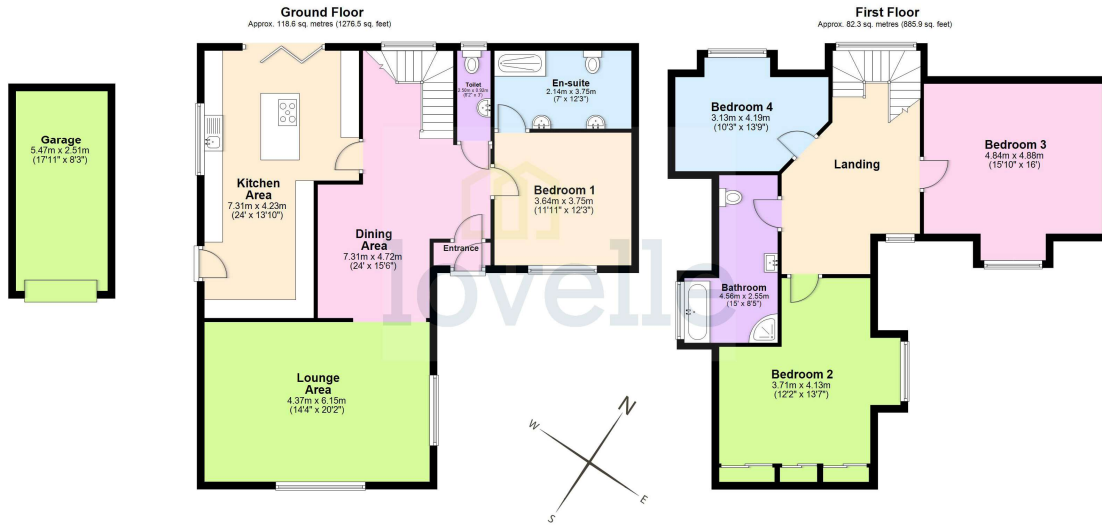 Ground Floor
Approx. 118.6 sq. metres (1276.5 sq. feet)
Garage
5.47m x 2.51m
(17'11" x 8'3")
Kitchen
Area
7.31m x 4.23m
(24' x 13'10")
Dining
Area
7.31m x 4.72m
(24' x 15'6")
Toilet
(6'2" x 3')
En-suite
2.14m x 3.75m
(7' x 12'3")
Bedroom 1
3.64m x 3.75m
(11'11" x 12'3")
Entrance
Lounge
Area
4.37m x 6.15m
(14'4" x 20'2")
lovelle
N
W
E
S
First Floor
Approx. 82.3 sq. metres (885.9 sq. feet)
Bedroom 4
3.13m x 4.19m
(10'3" x 13'9")
Landing
Bedroom 3
4.84m x 4.88m
(15'10" x 16')
Bathroom
4.56m x 2.55m
(15' x 8'5")
Bedroom 2
3.71m x 4.13m
(12'2" x 13'7")